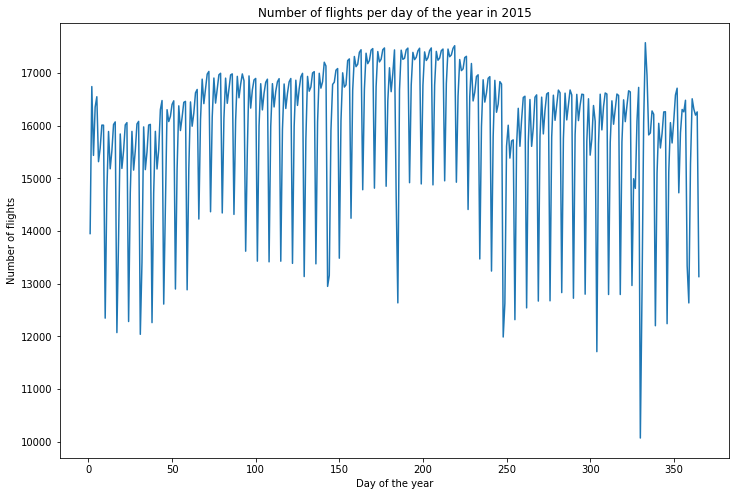 Number of flights per day of the year in 2015
Number of flights
17000
16000
15000
14000
13000
12000
11000
10000
0 50 100 150 200 250 300 350
Day of the year